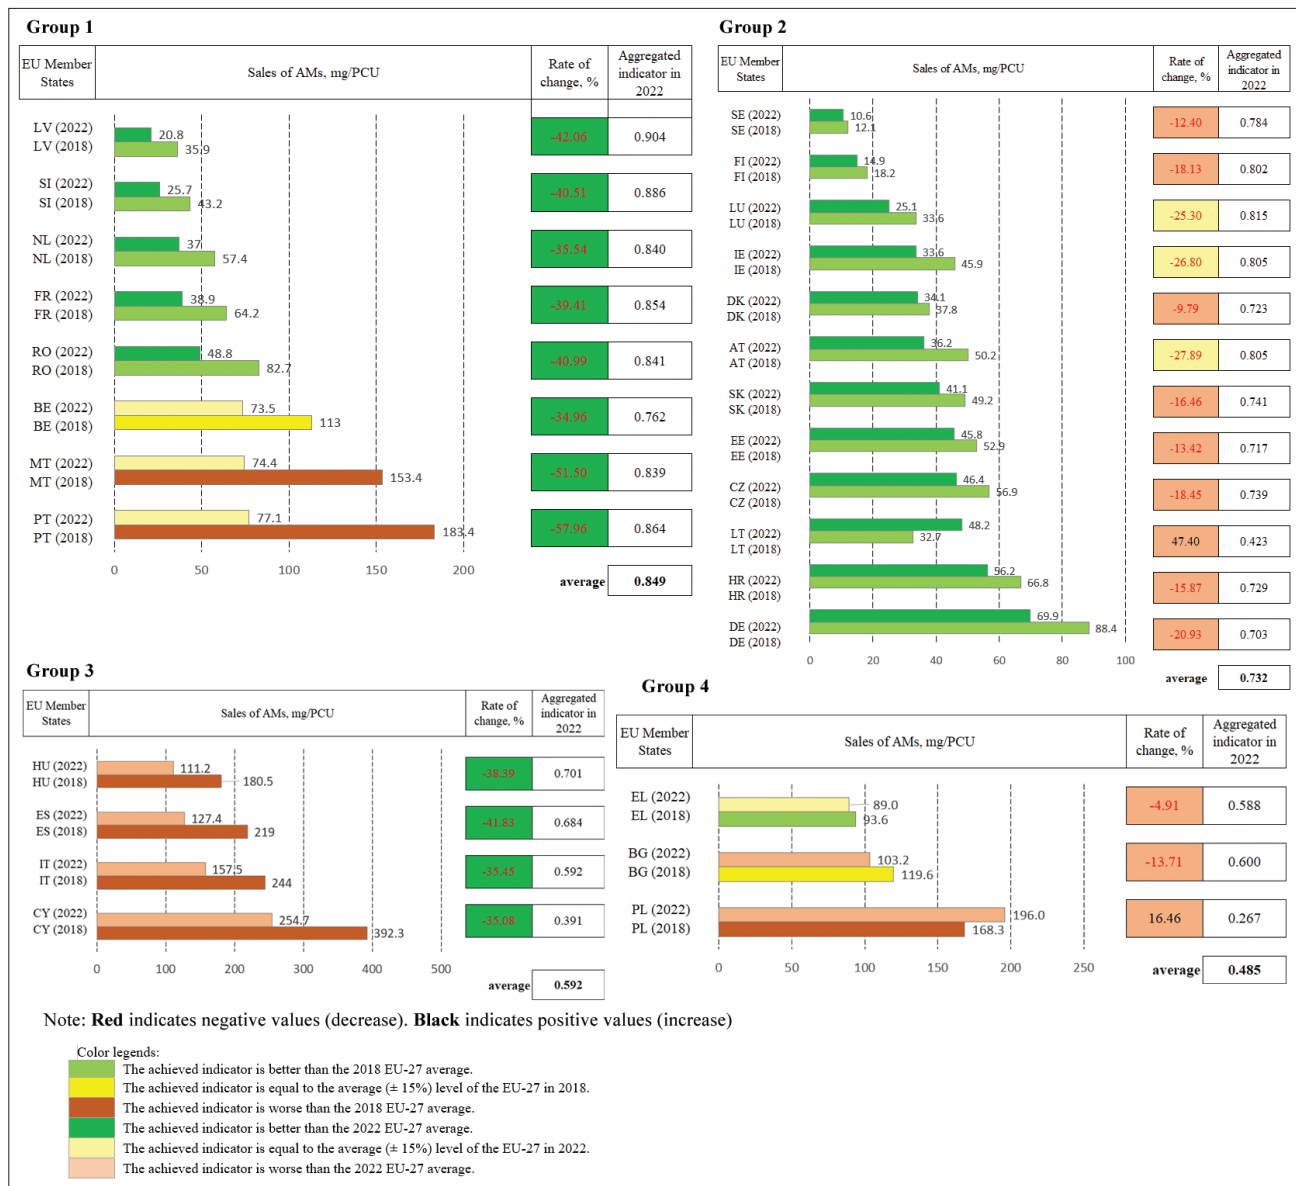 Group 1
EU Member States
Sales of AMs, mg/PCU
Rate of change, %
Aggregated indicator in 2022
LV (2022) 20.8
LV (2018) 35.9
-42.06 0.904
SI (2022) 25.7
SI (2018) 43.2
-40.51 0.886
NL (2022) 37
NL (2018) 57.4
-35.54 0.840
FR (2022) 38.9
FR (2018) 64.2
-39.41 0.854
RO (2022) 48.8
RO (2018) 82.7
-40.99 0.841
BE (2022) 73.5
BE (2018) 113
-34.96 0.762
MT (2022) 74.4
MT (2018) 153.4
-51.50 0.839
PT (2022) 77.1
PT (2018) 183.4
-57.96 0.864
0 50 100 150 200
average 0.849
Group 2
EU Member States
Sales of AMs, mg/PCU
Rate of change, %
Aggregated indicator in 2022
SE (2022) 10.6
SE (2018) 12.1
-12.40 0.784
FI (2022) 14.9
FI (2018) 18.2
-18.13 0.802
LU (2022) 25.1
LU (2018) 33.6
-25.30 0.815
IE (2022) 33.6
IE (2018) 45.9
-26.80 0.805
DK (2022) 34.1
DK (2018) 37.8
-9.79 0.723
AT (2022) 36.2
AT (2018) 50.2
-27.89 0.805
SK (2022) 41.1
SK (2018) 49.2
-16.46 0.741
EE (2022) 45.8
EE (2018) 52.9
-13.42 0.717
CZ (2022) 46.4
CZ (2018) 56.9
-18.45 0.739
LT (2022) 48.2
LT (2018) 32.7
47.40 0.423
HR (2022) 56.2
HR (2018) 66.8
-15.87 0.729
DE (2022) 69.9
DE (2018) 88.4
-20.93 0.703
0 20 40 60 80 100
average 0.732
Group 3
EU Member States
Sales of AMs, mg/PCU
Rate of change, %
Aggregated indicator in 2022
HU (2022) 111.2
HU (2018) 180.5
-38.39 0.701
ES (2022) 127.4
ES (2018) 219
-41.83 0.684
IT (2022) 157.5
IT (2018) 244
-35.45 0.592
CY (2022) 254.7
CY (2018) 392.3
-35.08 0.391
0 100 200 300 400 500
average 0.592
Group 4
EU Member States
Sales of AMs, mg/PCU
Rate of change, %
Aggregated indicator in 2022
EL (2022) 89.0
EL (2018) 93.6
-4.91 0.588
BG (2022) 103.2
BG (2018) 119.6
-13.71 0.600
PL (2022) 196.0
PL (2018) 168.3
16.46 0.267
0 50 100 150 200 250
average 0.485
Note: Red indicates negative values (decrease). Black indicates positive values (increase)
Color legends:
The achieved indicator is better than the 2018 EU-27 average.
The achieved indicator is equal to the average (± 15%) level of the EU-27 in 2018.
The achieved indicator is worse than the 2018 EU-27 average.
The achieved indicator is better than the 2022 EU-27 average.
The achieved indicator is equal to the average (± 15%) level of the EU-27 in 2022.
The achieved indicator is worse than the 2022 EU-27 average.